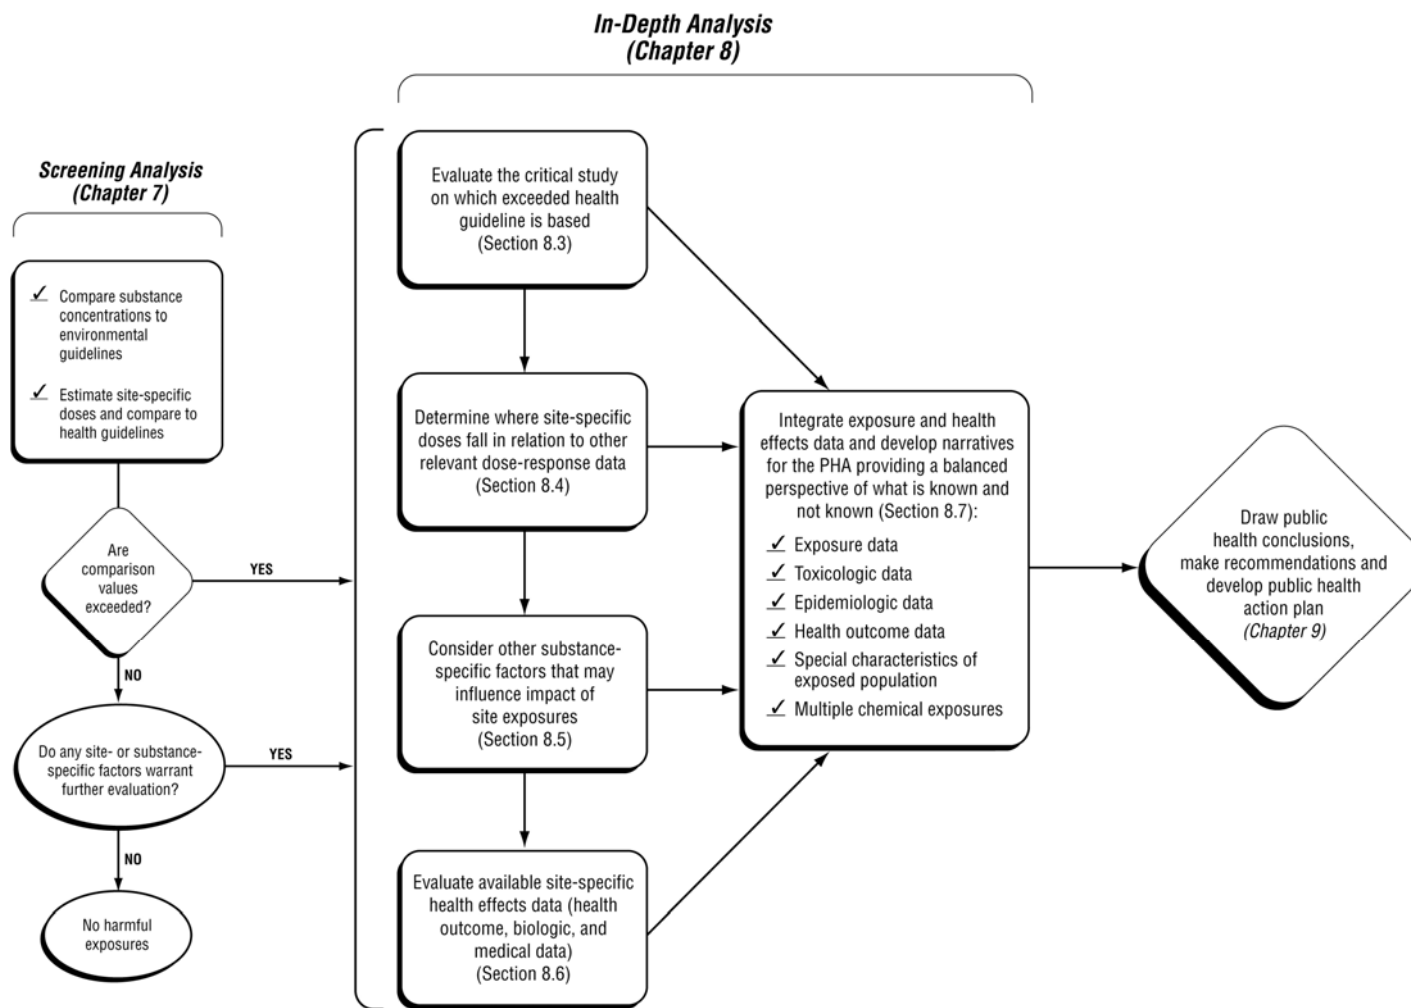 In-Depth Analysis
(Chapter 8)
Screening Analysis
(Chapter 7)
✓ Compare substance
concentrations to
environmental
guidelines
✓ Estimate site-specific
doses and compare to
health guidelines
Are
comparison
values
exceeded?
YES
NO
Do any site- or substance-
specific factors warrant
further evaluation?
YES
NO
No harmful
exposures
Evaluate the critical study
on which exceeded health
guideline is based
(Section 8.3)
Determine where site-specific
doses fall in relation to other
relevant dose-response data
(Section 8.4)
Consider other substance-
specific factors that may
influence impact of
site exposures
(Section 8.5)
Evaluate available site-specific
health effects data (health
outcome, biologic, and
medical data)
(Section 8.6)
Integrate exposure and health
effects data and develop narratives
for the PHA providing a balanced
perspective of what is known and
not known (Section 8.7):
✓ Exposure data
✓ Toxicologic data
✓ Epidemiologic data
✓ Health outcome data
✓ Special characteristics of
exposed population
✓ Multiple chemical exposures
Draw public
health conclusions,
make recommendations and
develop public health
action plan
(Chapter 9)